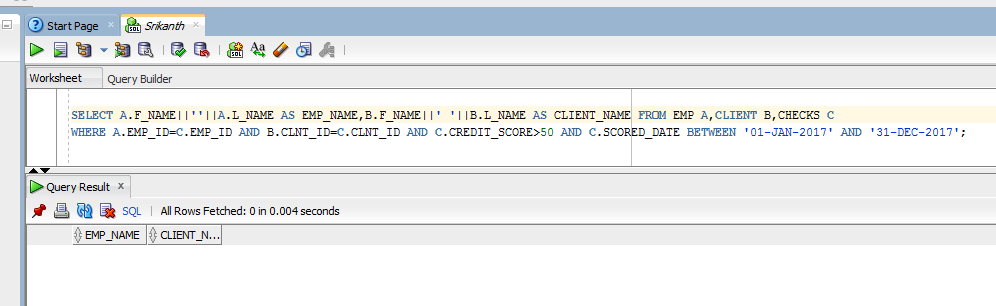 Start Page
Srikanth
Worksheet
Query Builder
SELECT A.F_NAME||''||A.L_NAME AS EMP_NAME,B.F_NAME||' '||B.L_NAME AS CLIENT_NAME FROM EMP A,CLIENT B,CHECKS C
WHERE A.EMP_ID=C.EMP_ID AND B.CLNT_ID=C.CLNT_ID AND C.CREDIT_SCORE>50 AND C.SCORED_DATE BETWEEN '01-JAN-2017' AND '31-DEC-2017';
Query Result
SQL
All Rows Fetched: 0 in 0.004 seconds
EMP_NAME
CLIENT_N...